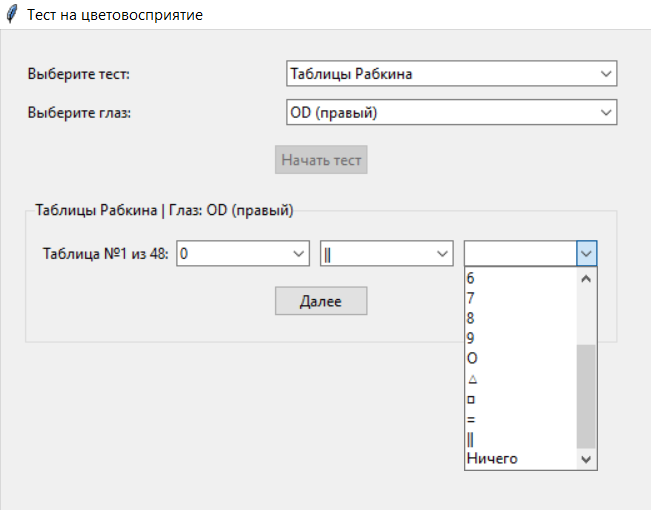 Тест на цветовосприятие
Выберите тест: Таблицы Рабкина
Выберите глаз: OD (правый)
Начать тест
Таблицы Рабкина | Глаз: OD (правый)
Таблица №1 из 48: 0 ||
Далее
6
7
8
9
O
△
□
=
||
Ничего